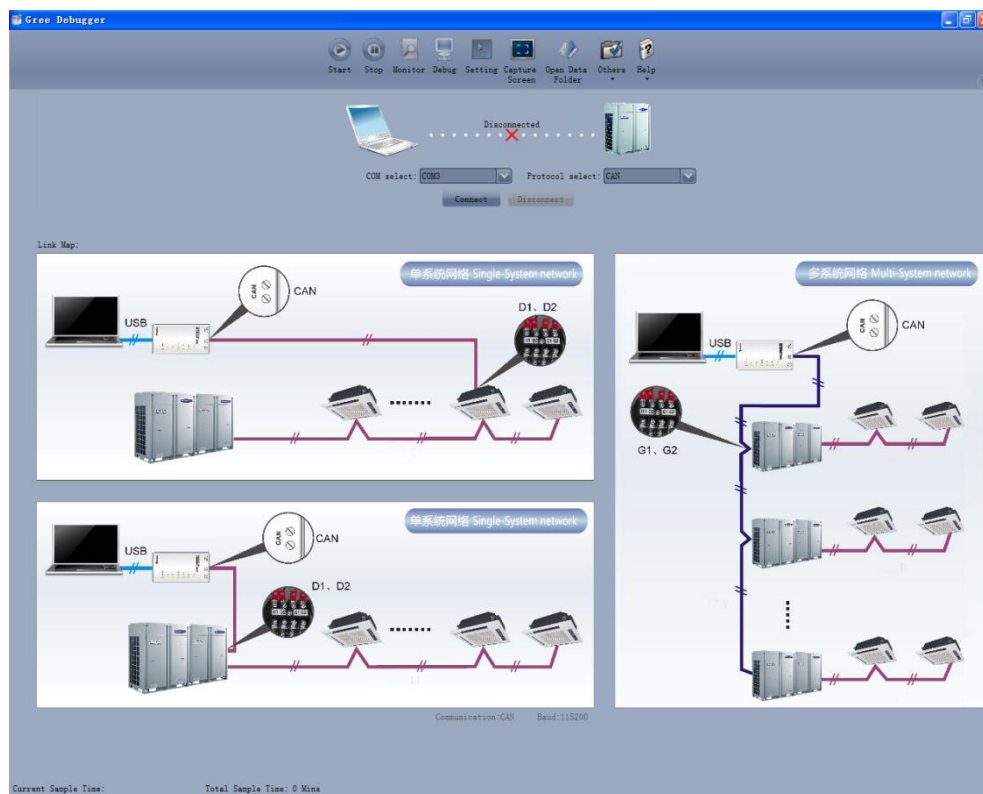 Gree Debugger
Start Stop Monitor Debug Setting Capture Screen Open Data Folder Others Help
Disconnected
COM select: COM3 Protocol select: CAN
Connect Disconnect
Link Map:
单系统网络 Single-System network
CAN
CAN
USB
D1、D2
单系统网络 Single-System network
CAN
CAN
USB
D1、D2
多系统网络 Multi-System network
CAN
CAN
USB
G1、G2
Communication:CAN Baud:115200
Current Sample Time: Total Sample Time: 0 Mins